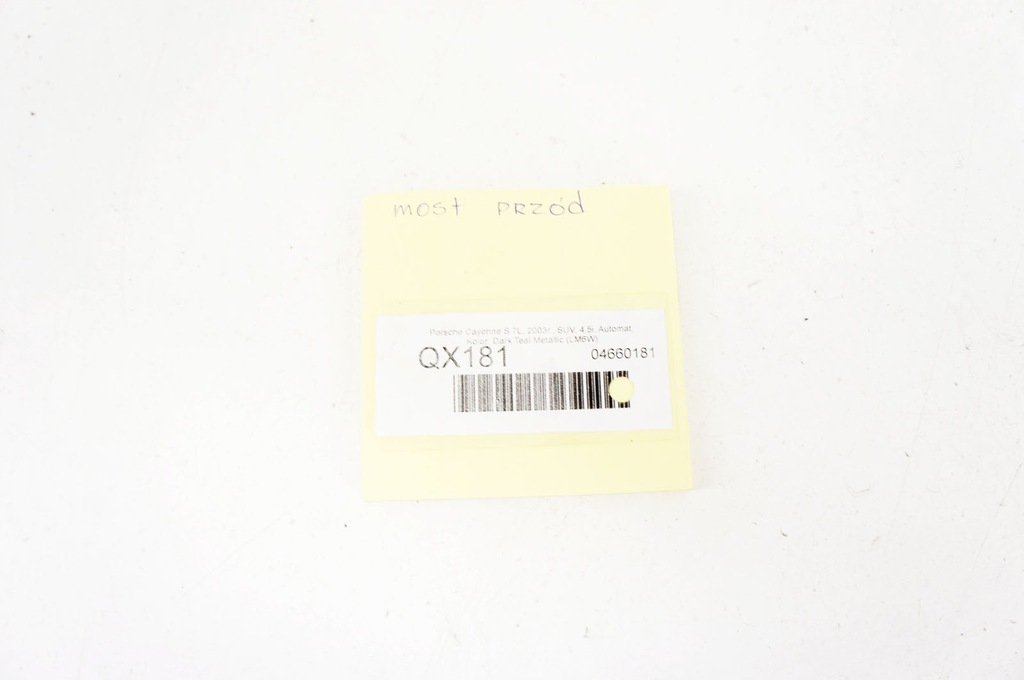 most przód
Porsche Cayenne S 7L, 2003r., SUV, 4.5i, Automat,
Kolor: Dark Teal Metallic (LM6W)
QX181 04660181